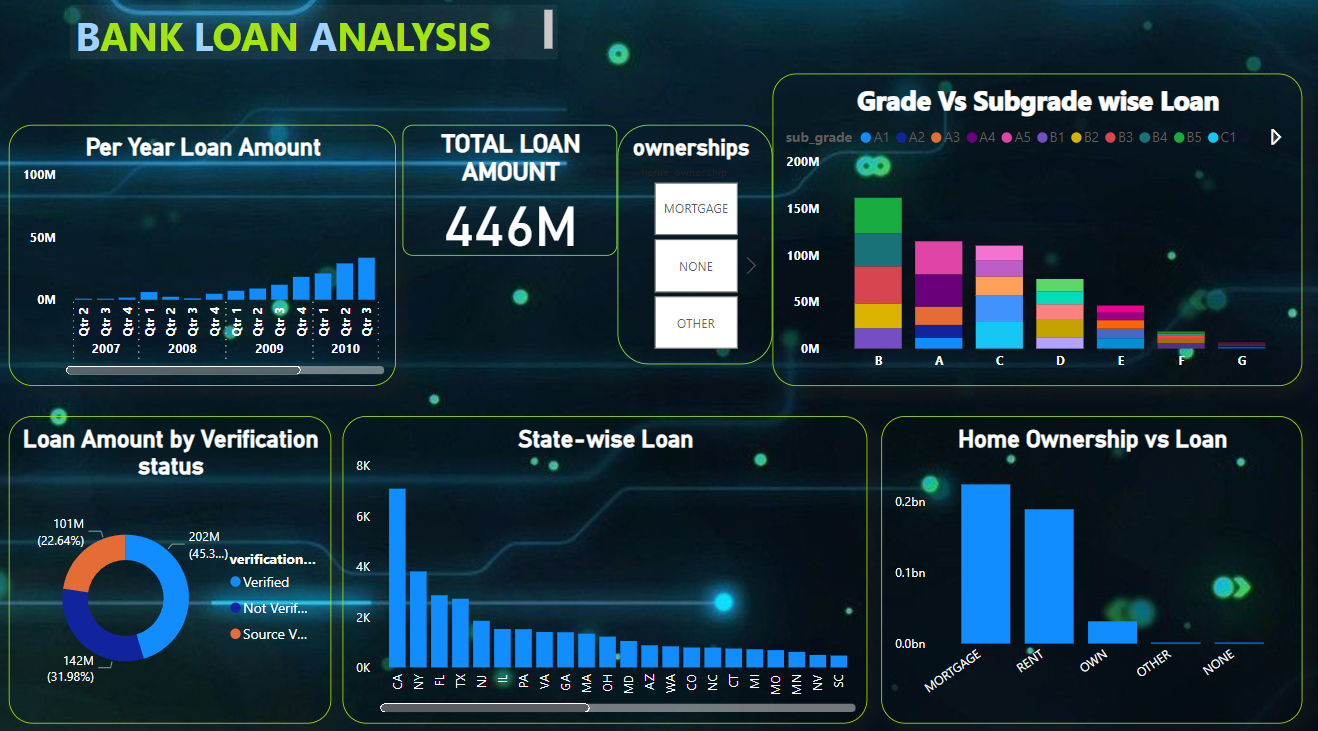 BANK LOAN ANALYSIS
Per Year Loan Amount
100M
50M
0M
Qtr 2
Qtr 3
Qtr 4
Qtr 1
Qtr 2
Qtr 3
Qtr 4
Qtr 1
Qtr 2
Qtr 3
Qtr 4
Qtr 1
Qtr 2
Qtr 3
2007
2008
2009
2010
TOTAL LOAN
AMOUNT
446M
ownerships
home_ownership
MORTGAGE
NONE
OTHER
Grade Vs Subgrade wise Loan
sub_grade A1 A2 A3 A4 A5 B1 B2 B3 B4 B5 C1
200M
150M
100M
50M
0M
B A C D E F G
Loan Amount by Verification
status
101M
(22.64%)
202M
(45.3...)
142M
(31.98%)
verification...
Verified
Not Verif...
Source V...
State-wise Loan
8K
6K
4K
2K
0K
CA NY FL TX NJ IL PA VA GA MA OH MD AZ WA CO NC CT MI MO MN NV SC
Home Ownership vs Loan
0.2bn
0.1bn
0.0bn
MORTGAGE
RENT
OWN
OTHER
NONE